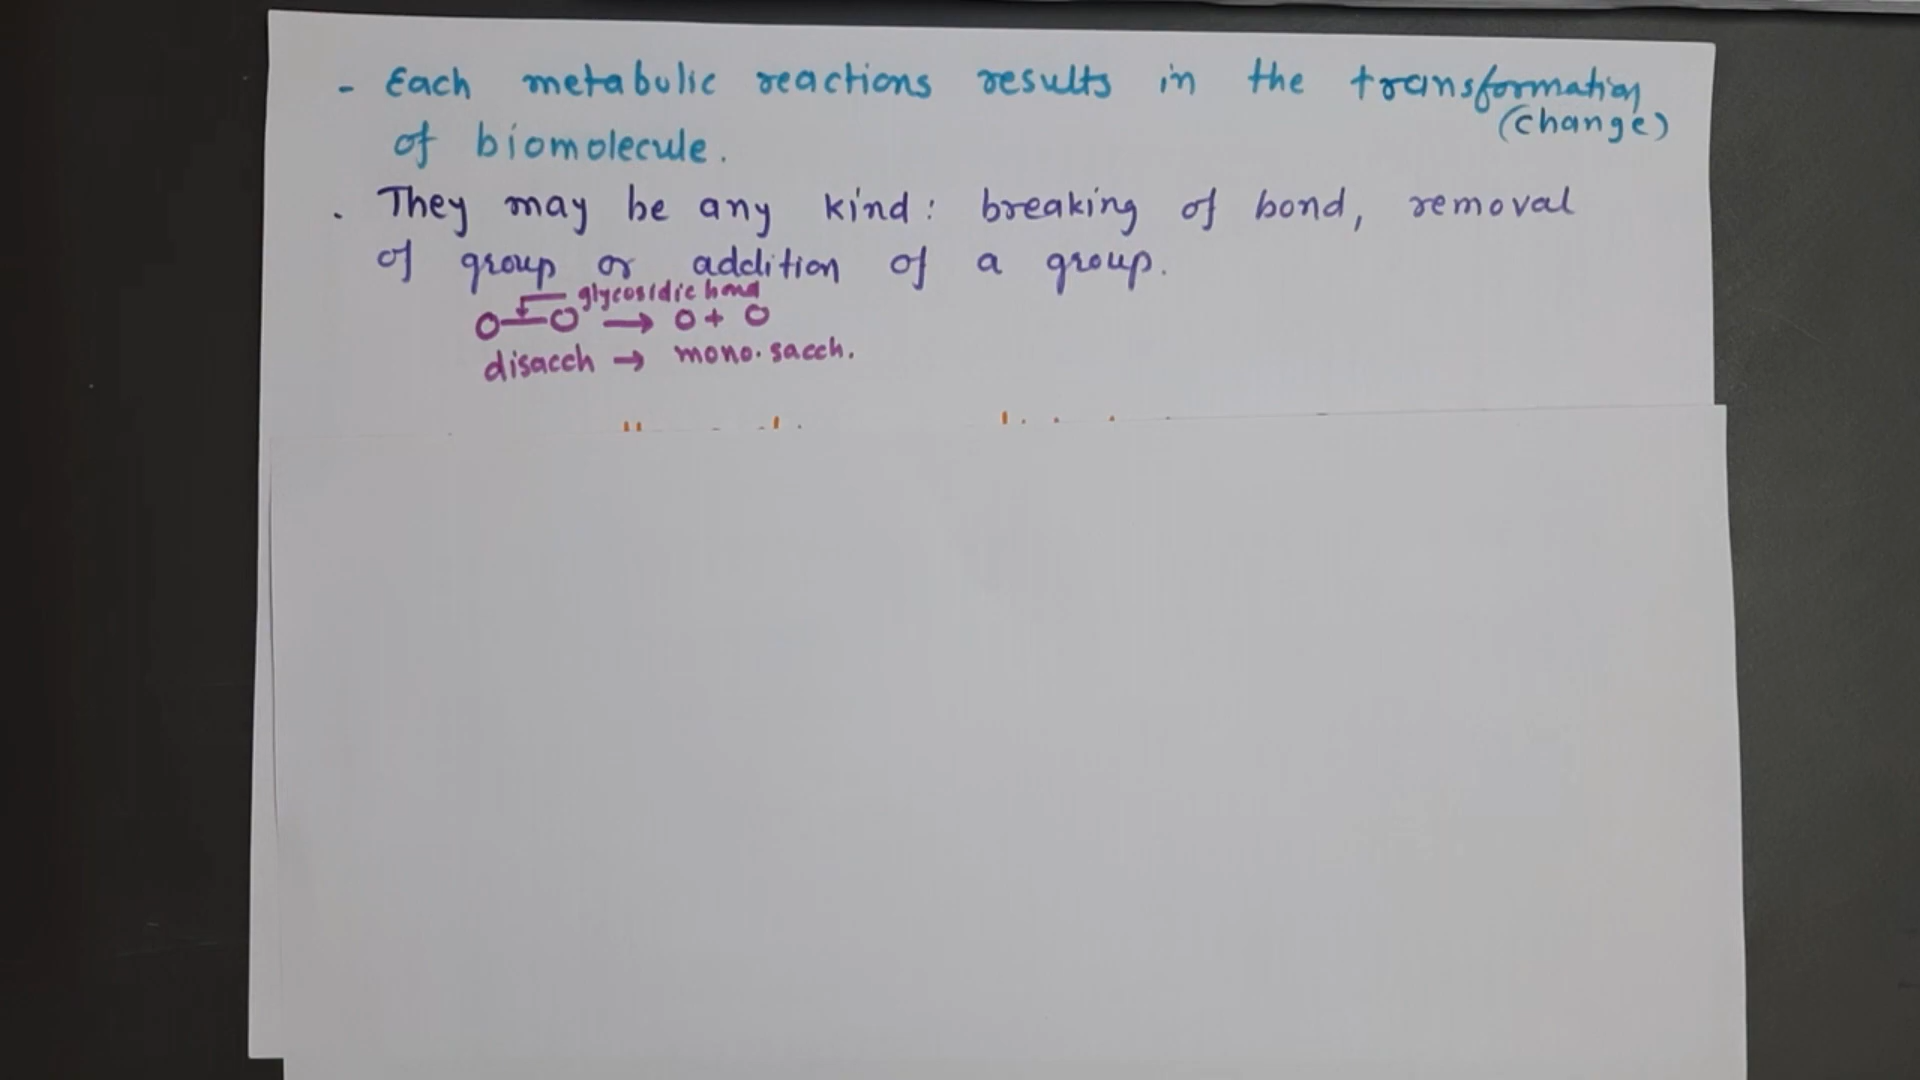 - Each metabolic reactions results in the transformation
(change)
of biomolecule.
. They may be any kind: breaking of bond, removal
of group or addition of a group.
glycosidic bond
O—O → O + O
disacch → mono.sacch.